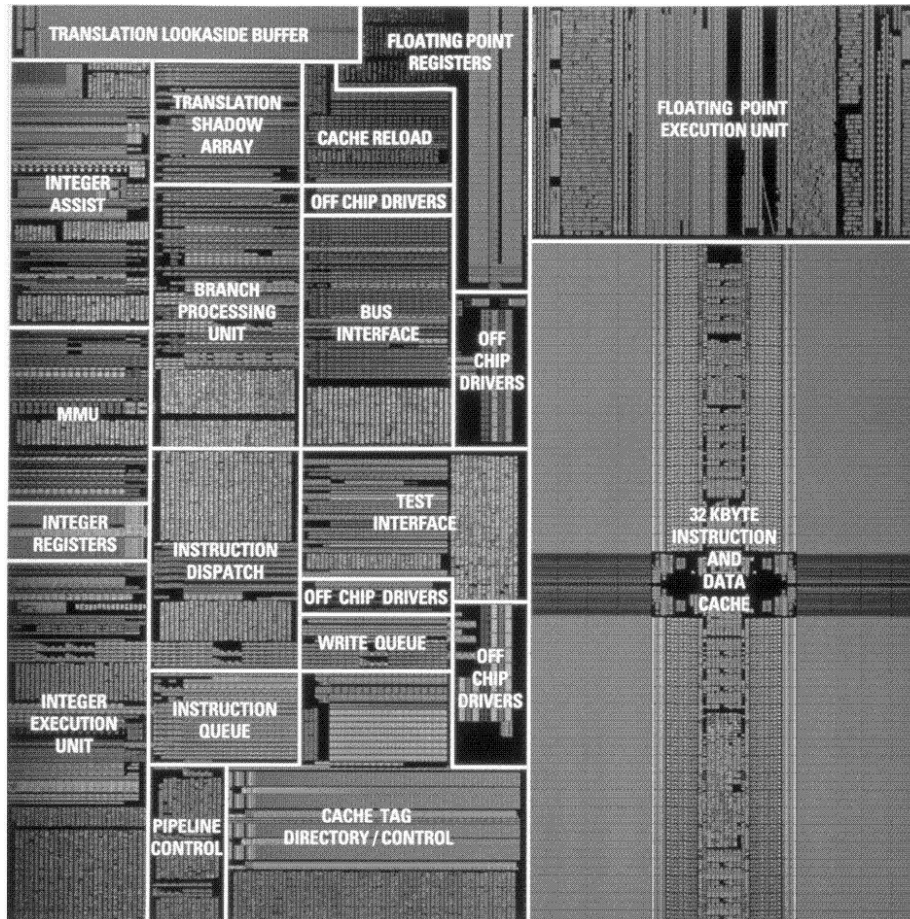 TRANSLATION LOOKASIDE BUFFER
FLOATING POINT
REGISTERS
FLOATING POINT
EXECUTION UNIT
TRANSLATION
SHADOW
ARRAY
CACHE RELOAD
INTEGER
ASSIST
OFF CHIP DRIVERS
BRANCH
PROCESSING
UNIT
BUS
INTERFACE
OFF
CHIP
DRIVERS
MMU
INTEGER
REGISTERS
INSTRUCTION
DISPATCH
TEST
INTERFACE
32 KBYTE
INSTRUCTION
AND
DATA
CACHE
OFF CHIP DRIVERS
WRITE QUEUE
OFF
CHIP
DRIVERS
INTEGER
EXECUTION
UNIT
INSTRUCTION
QUEUE
PIPELINE
CONTROL
CACHE TAG
DIRECTORY / CONTROL